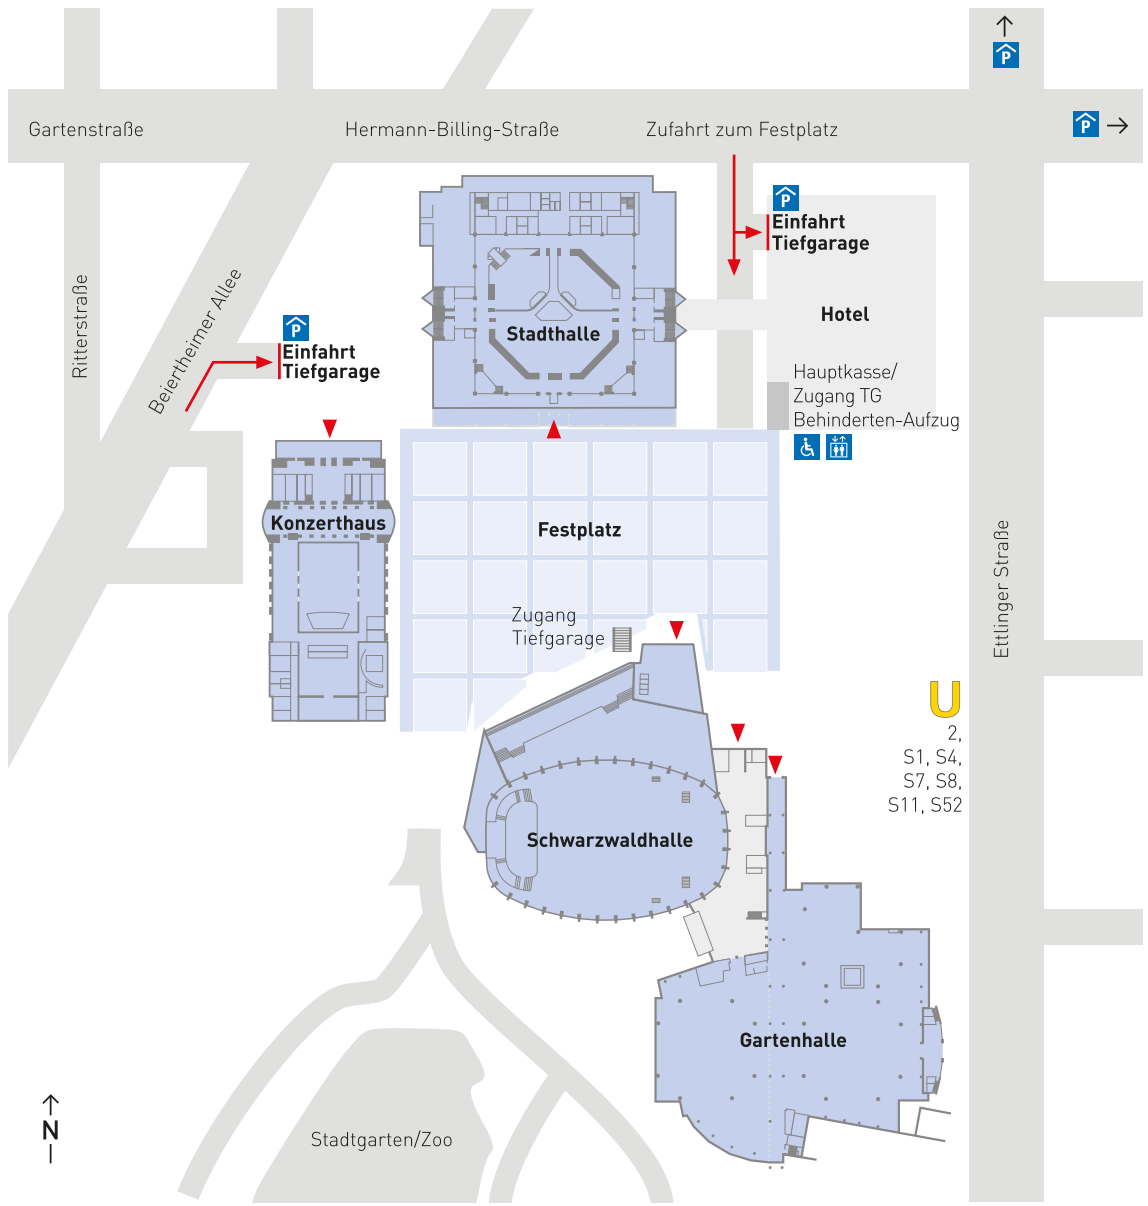 P
Gartenstraße
Hermann-Billing-Straße
Zufahrt zum Festplatz
P
P
Einfahrt
Tiefgarage
Ritterstraße
Beiertheimer Allee
P
Einfahrt
Tiefgarage
Stadthalle
Hotel
Hauptkasse/
Zugang TG
Behinderten-Aufzug
Konzerthaus
Festplatz
Zugang
Tiefgarage
Ettlinger Straße
U
2,
S1, S4,
S7, S8,
S11, S52
Schwarzwaldhalle
Gartenhalle
N
Stadtgarten/Zoo